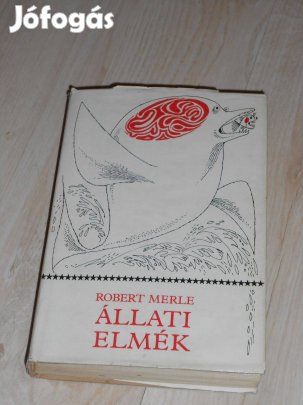 Jófogás
ROBERT MERLE
ÁLLATI
ELMÉK